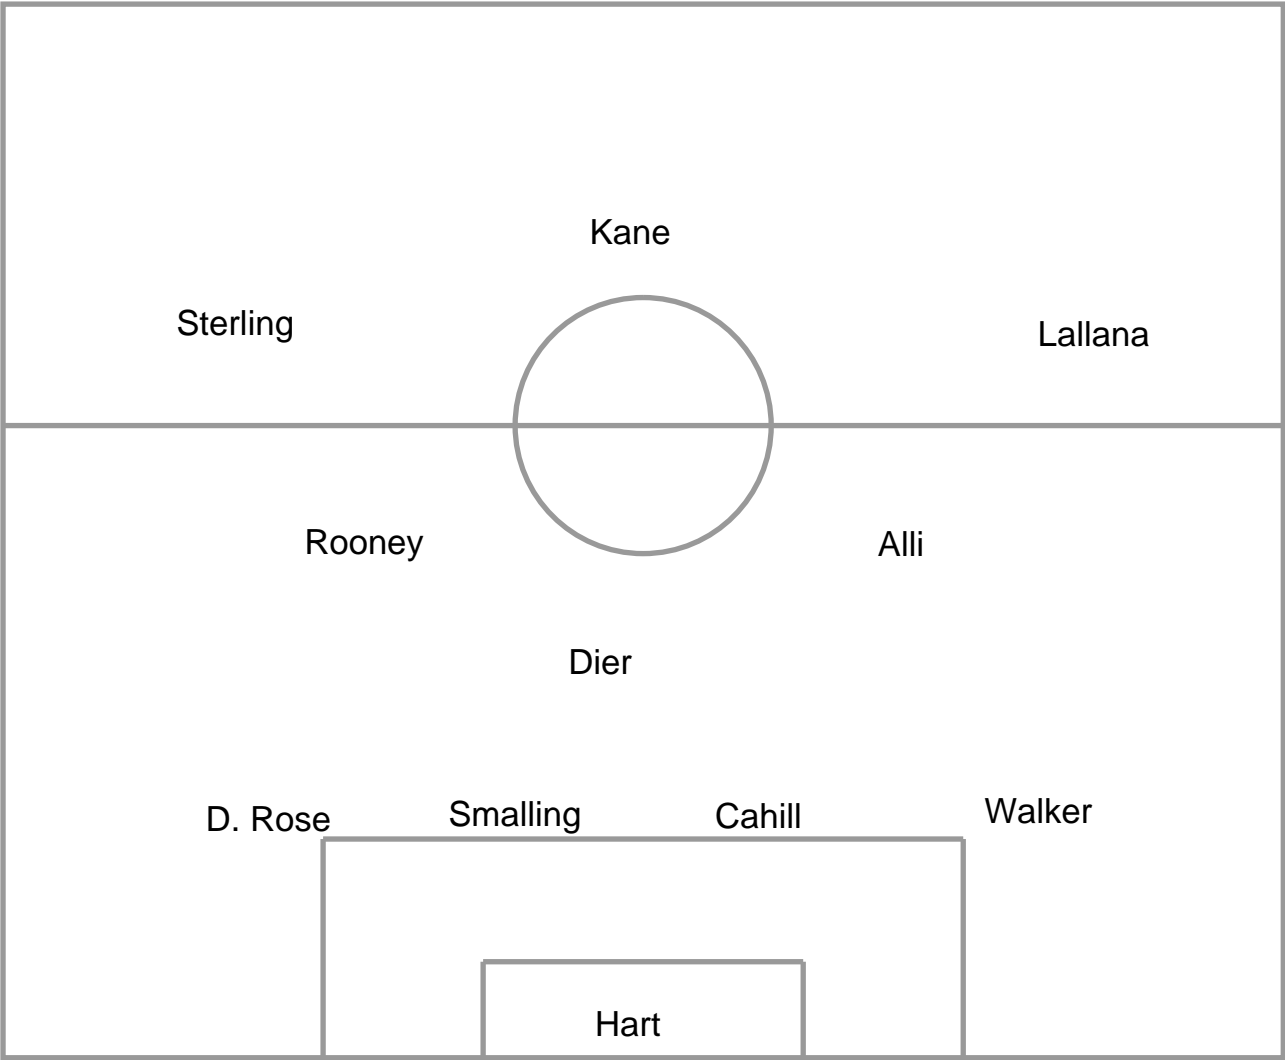 Kane
Sterling
Lallana
Rooney
Alli
Dier
D. Rose
Smalling
Cahill
Walker
Hart